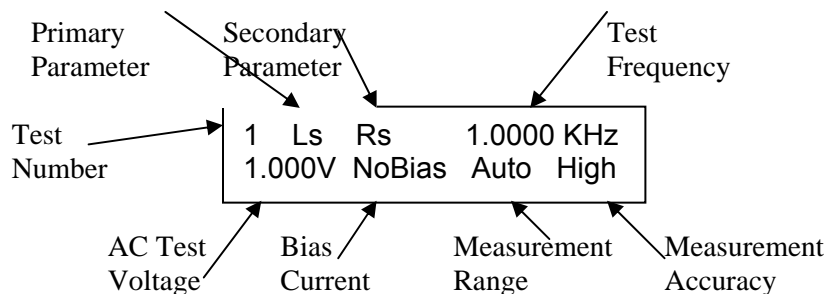 Primary
Parameter
Secondary
Parameter
Test
Frequency
Test
Number
1 Ls Rs 1.0000 KHz
1.000V NoBias Auto High
AC Test
Voltage
Bias
Current
Measurement
Range
Measurement
Accuracy